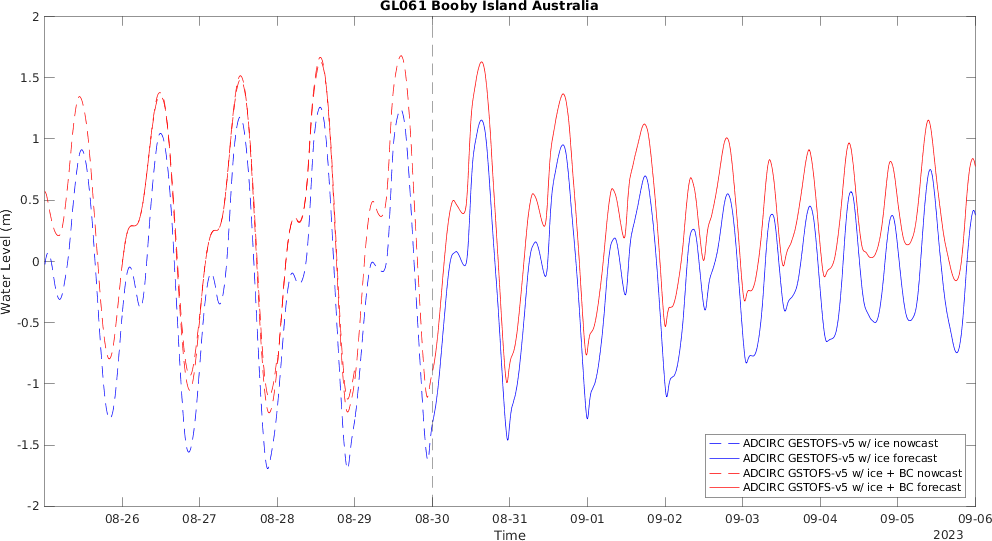 GL061 Booby Island Australia
Water Level (m)
2
1.5
1
0.5
0
-0.5
-1
-1.5
-2
ADCIRC GESTOFS-v5 w/ ice nowcast
ADCIRC GESTOFS-v5 w/ ice forecast
ADCIRC GSTOFS-v5 w/ ice + BC nowcast
ADCIRC GSTOFS-v5 w/ ice + BC forecast
08-26 08-27 08-28 08-29 08-30 08-31 09-01 09-02 09-03 09-04 09-05 09-06
Time
2023